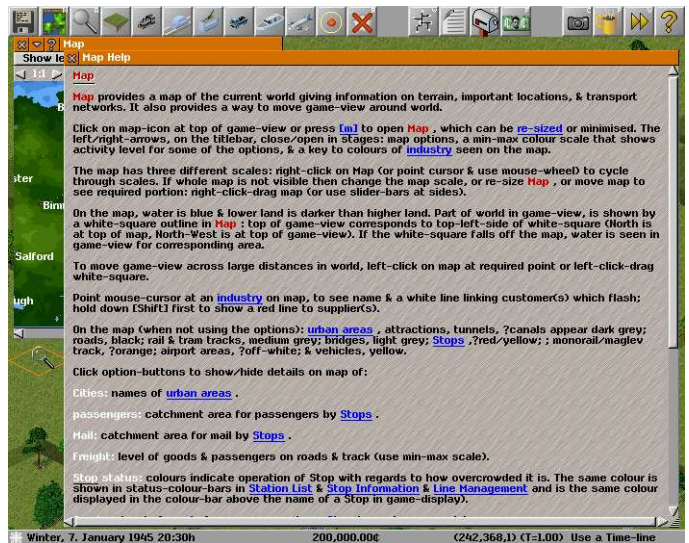 Map
Show le
Map Help
1:1
Map
Map provides a map of the current world giving information on terrain, important locations, & transport
networks. It also provides a way to move game-view around world.
Click on map-icon at top of game-view or press [m] to open Map , which can be re-sized or minimised. The
left/right-arrows, on the titlebar, close/open in stages: map options, a min-max colour scale that shows
activity level for some of the options, & a key to colours of industry seen on the map.
The map has three different scales: right-click on Map (or point cursor & use mouse-wheel) to cycle
through scales. If whole map is not visible then change the map scale, or re-size Map , or move map to
see required portion: right-click-drag map (or use slider-bars at sides).
On the map, water is blue & lower land is darker than higher land. Part of world in game-view, is shown by
a white-square outline in Map : top of game-view corresponds to top-left-side of white-square (North is
at top of map, North-West is at top of game-view). If the white-square falls off the map, water is seen in
game-view for corresponding area.
To move game-view across large distances in world, left-click on map at required point or left-click-drag
white-square.
Point mouse-cursor at an industry on map, to see name & a white line linking customer(s) which flash;
hold down [Shift] first to show a red line to supplier(s).
On the map (when not using the options): urban areas , attractions, tunnels, ?canals appear dark grey;
roads, black; rail & tram tracks, medium grey; bridges, light grey; Stops ,?red/yellow; ; monorail/maglev
track, ?orange; airport areas, ?off-white; & vehicles, yellow.
Click option-buttons to show/hide details on map of:
Cities: names of urban areas .
passengers: catchment area for passengers by Stops .
Mail: catchment area for mail by Stops .
Freight: level of goods & passengers on roads & track (use min-max scale).
Stop status: colours indicate operation of Stop with regards to how overcrowded it is. The same colour is
shown in status-colour-bars in Station List & Stop Information & Line Management and is the same colour
displayed in the colour-bar above the name of a Stop in game-display).
B
ster
Binn
Salford
ugh
Winter, 7. January 1945 20:30h
200,000.00¢
(242,368,1) (T=1.00) Use a Time-line